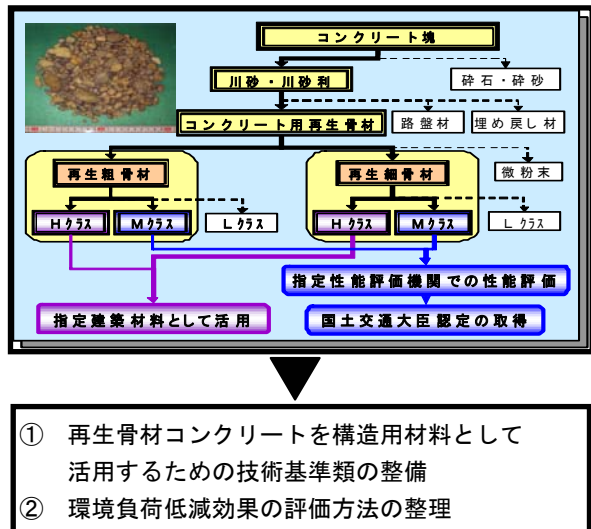 コンクリート塊
川砂・川砂利
砕石・砕砂
コンクリート用再生骨材
路盤材
埋め戻し材
再生粗骨材
再生細骨材
微粉末
Hクラス
Mクラス
Lクラス
Hクラス
Mクラス
Lクラス
指定性能評価機関での性能評価
指定建築材料として活用
国土交通大臣認定の取得
① 再生骨材コンクリートを構造用材料として
活用するための技術基準類の整備
② 環境負荷低減効果の評価方法の整理